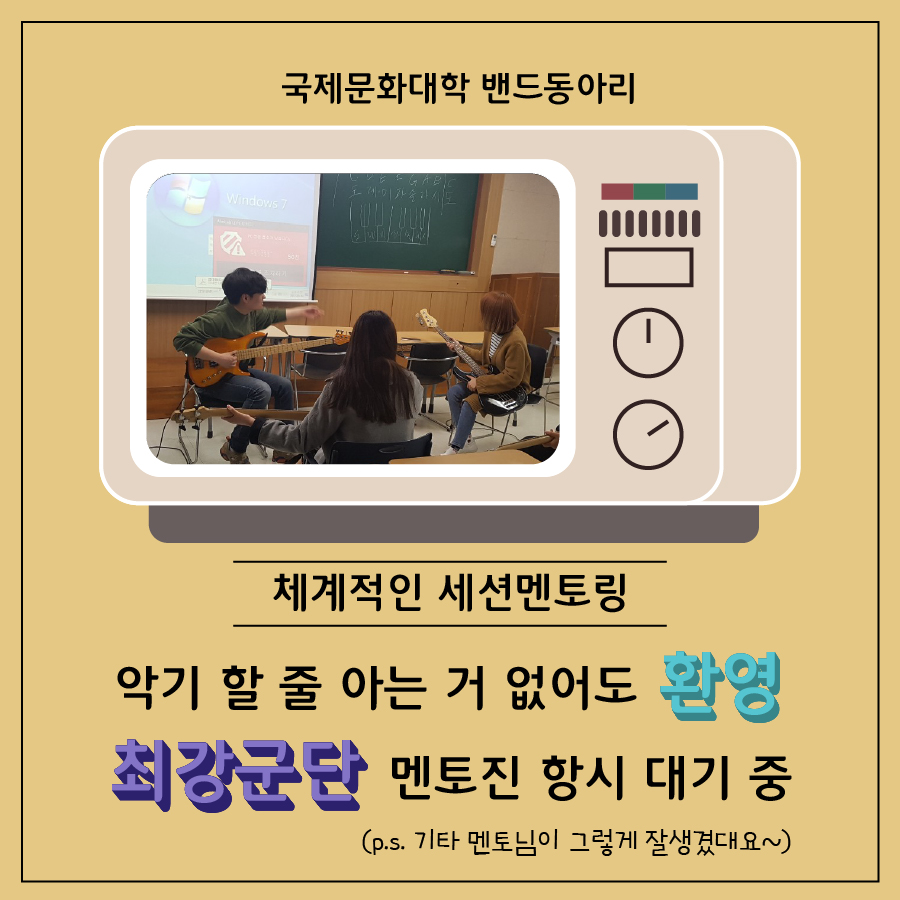 국제문화대학 밴드동아리
Windows 7
체계적인 세션멘토링
악기 할 줄 아는 거 없어도 환영
최강군단 멘토진 항시 대기 중
(p.s. 기타 멘토님이 그렇게 잘생겼대요~)